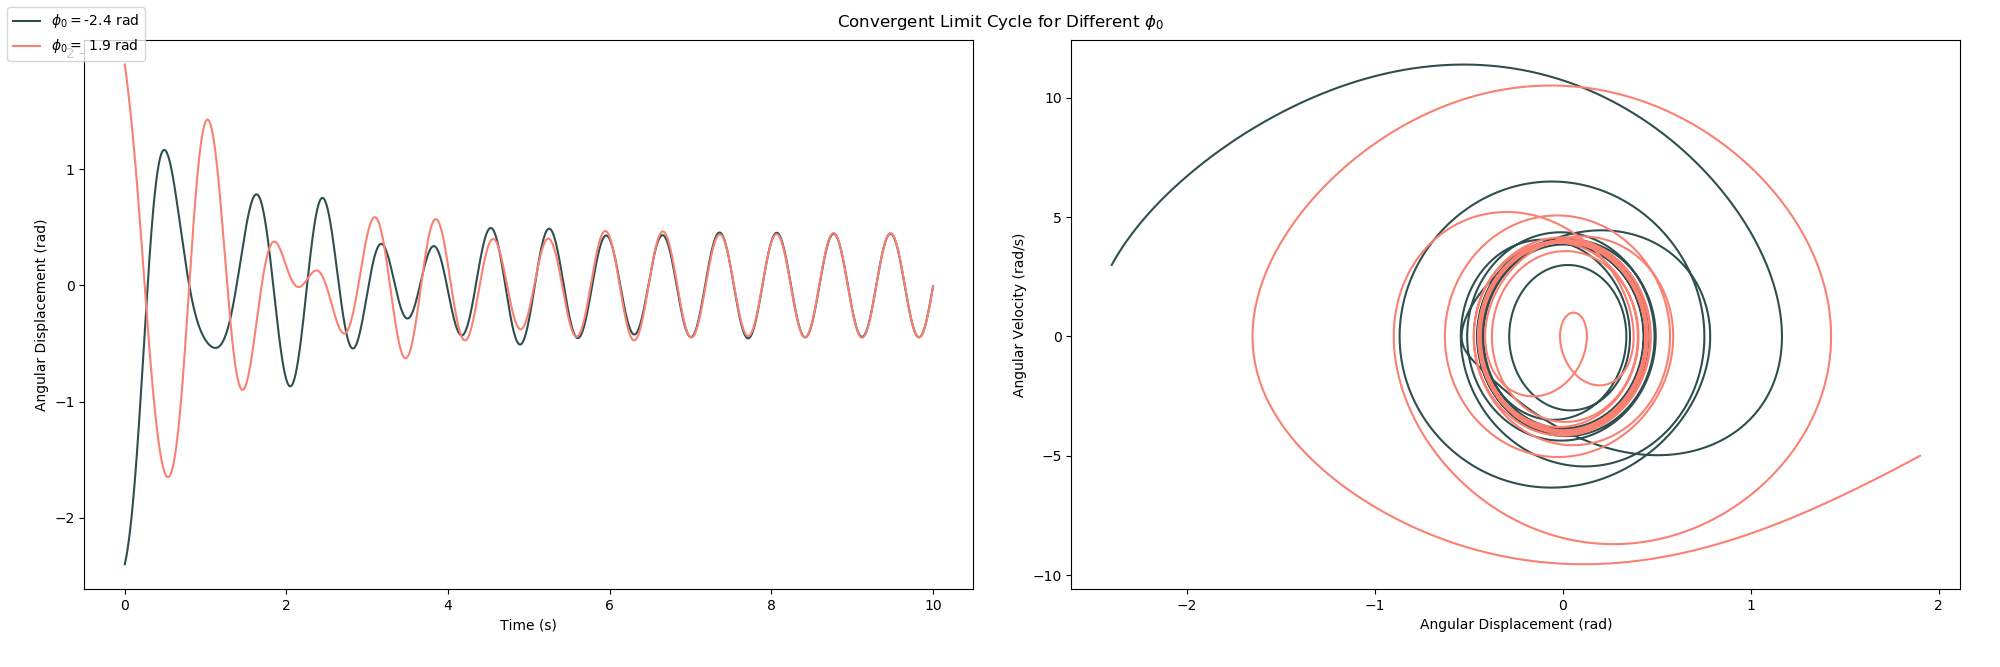 Convergent Limit Cycle for Different ϕ₀
ϕ₀ = -2.4 rad
ϕ₀ = 1.9 rad
Angular Displacement (rad)
2
1
0
−1
−2
0 2 4 6 8 10
Time (s)
Angular Velocity (rad/s)
10
5
0
−5
−10
−2 −1 0 1 2
Angular Displacement (rad)